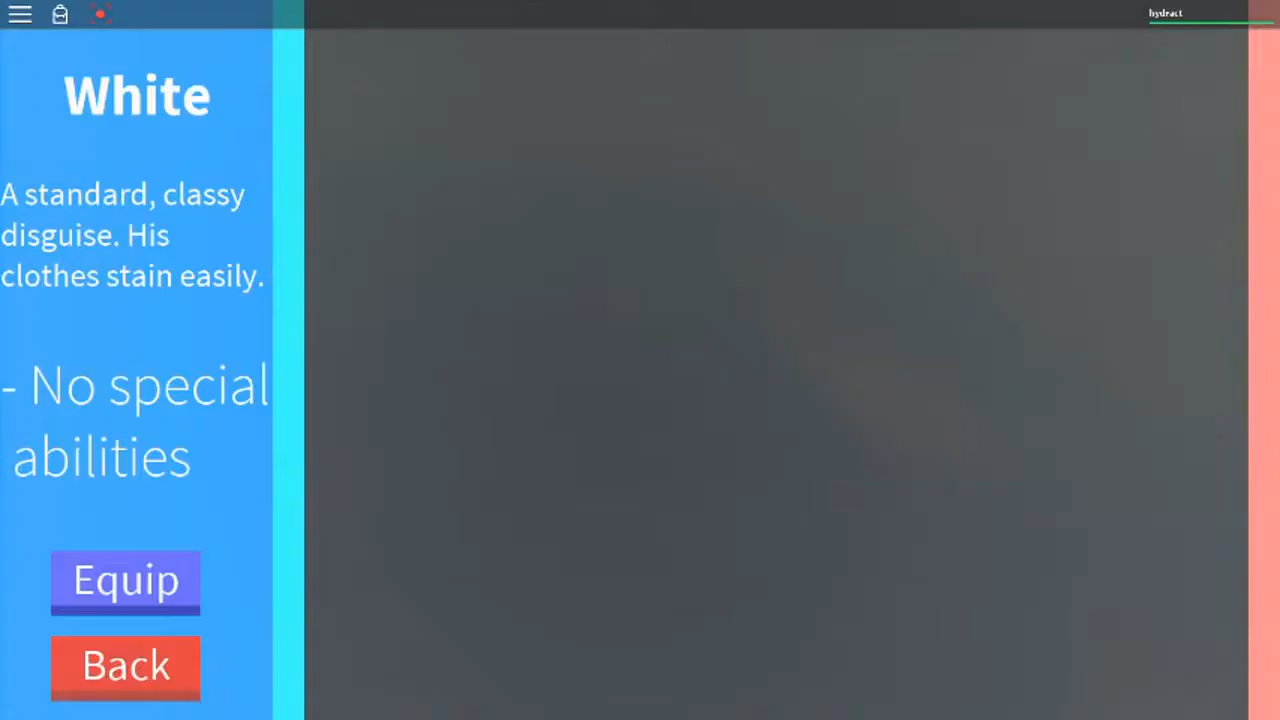 hydract
White
A standard, classy
disguise. His
clothes stain easily.
- No special
abilities
Equip
Back